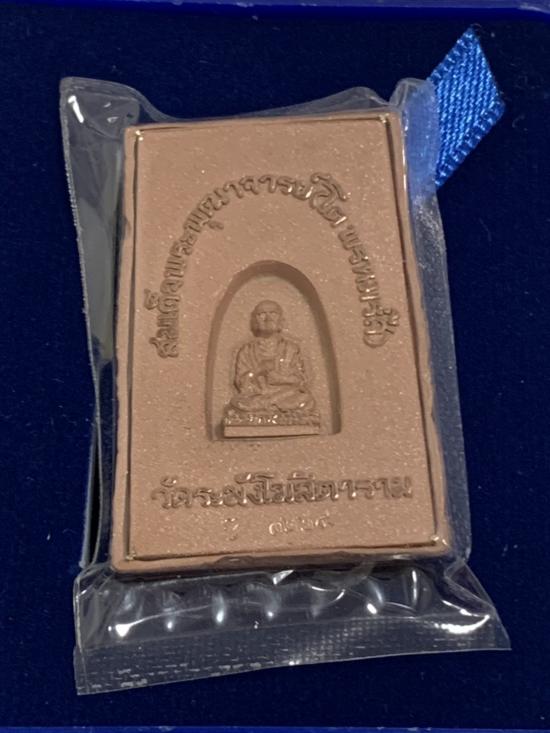 สมเด็จพระพุฒาจารย์โต พรหมรังสี
วัดระฆังโฆสิตาราม